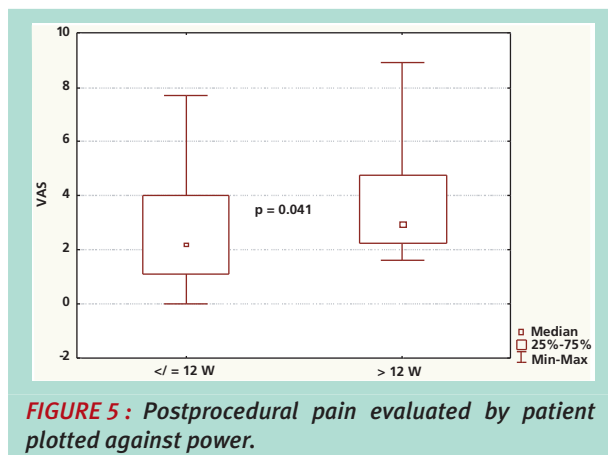 10
8
6
4
2
0
-2
VAS
p = 0.041
</ = 12 W
> 12 W
Median
25%-75%
Min-Max
FIGURE 5 : Postprocedural pain evaluated by patient
plotted against power.